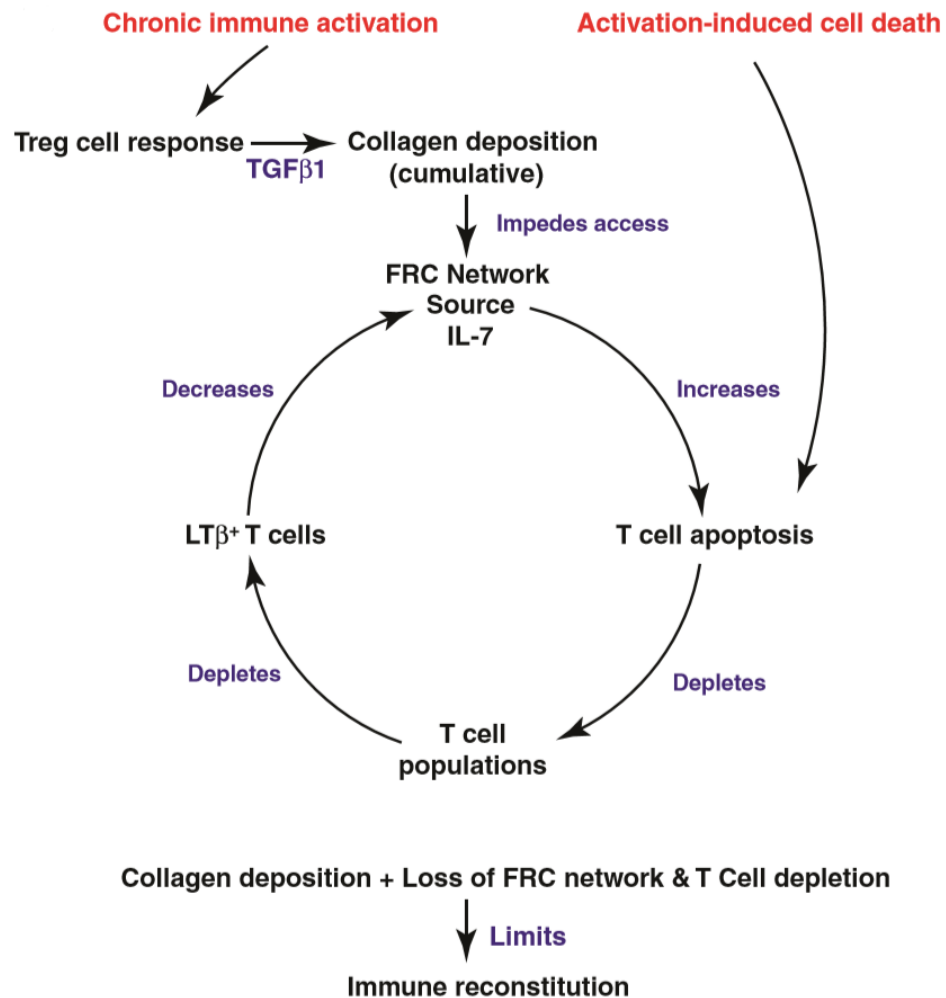 Chronic immune activation
Activation-induced cell death
Treg cell response
TGFβ1
Collagen deposition
(cumulative)
Impedes access
FRC Network
Source
IL-7
Decreases
Increases
LTβ⁺ T cells
T cell apoptosis
Depletes
Depletes
T cell
populations
Collagen deposition + Loss of FRC network & T Cell depletion
Limits
Immune reconstitution